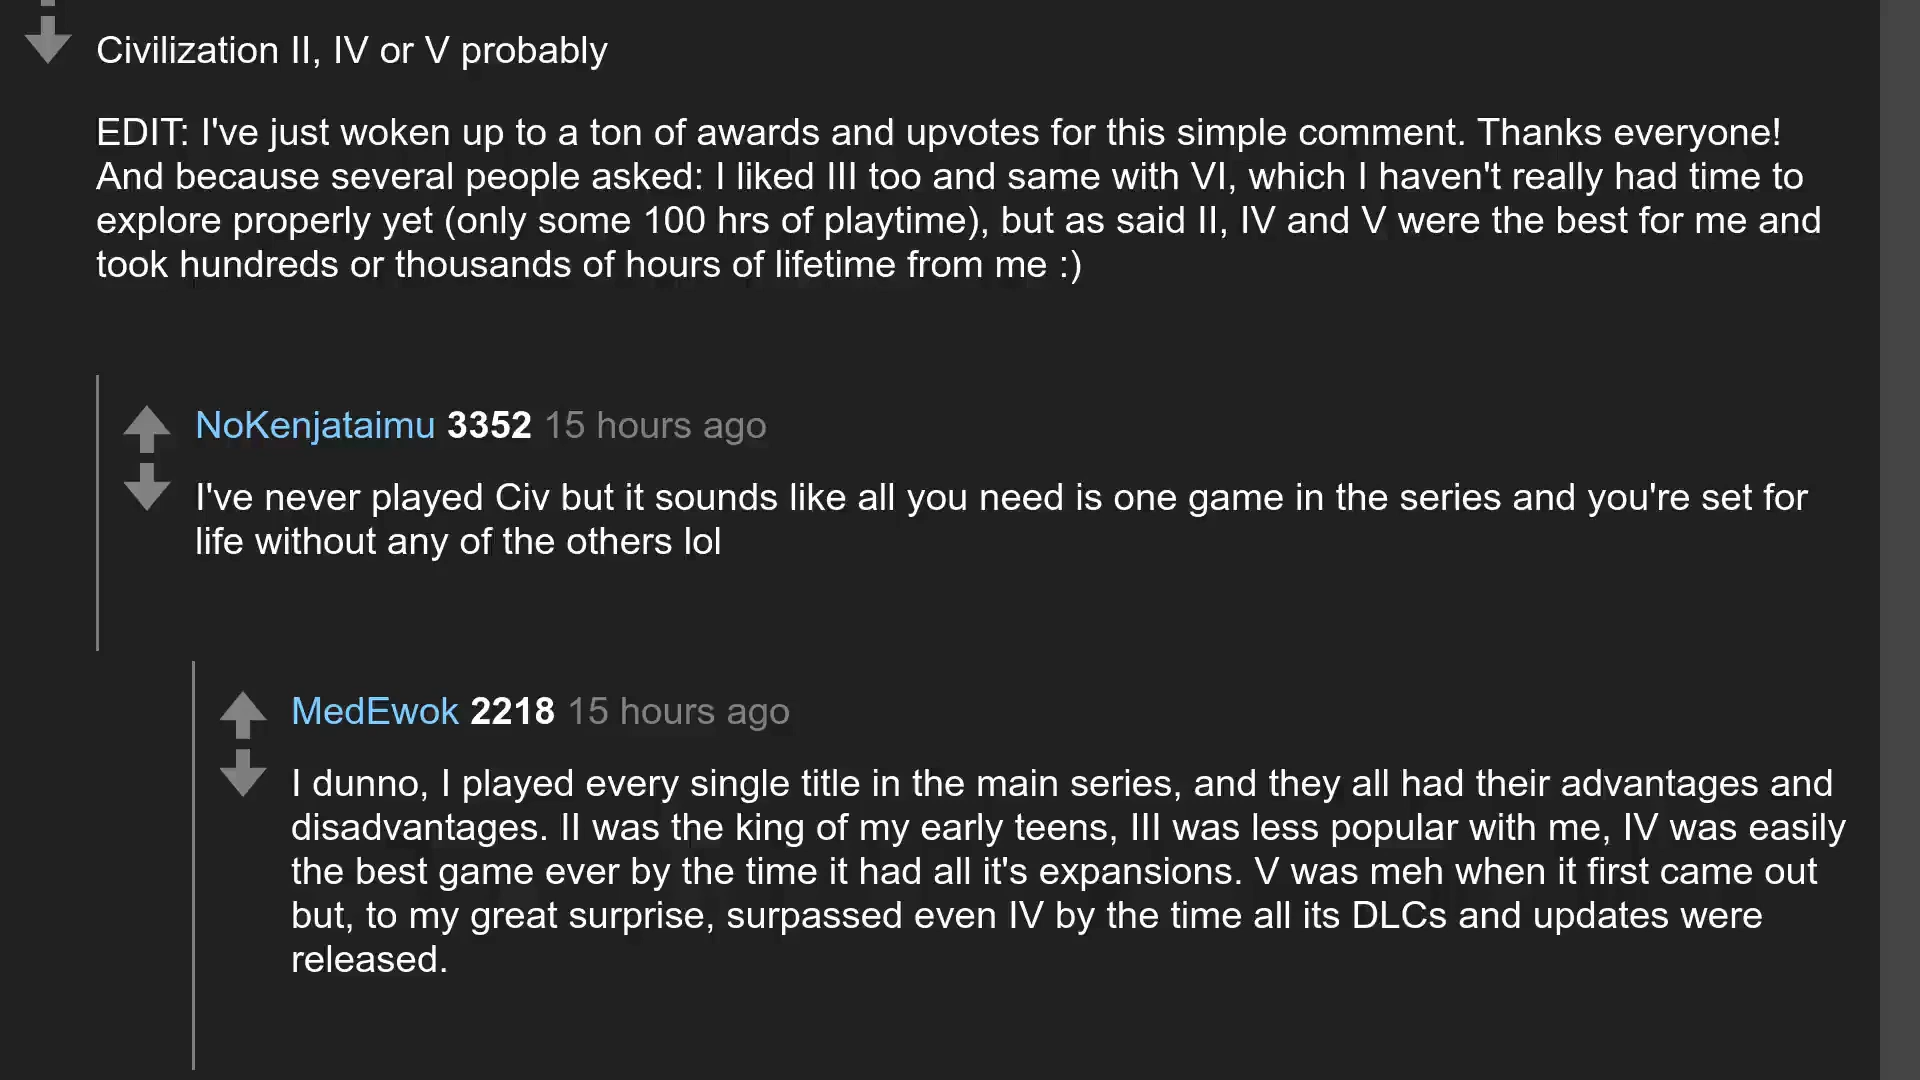 Civilization II, IV or V probably
EDIT: I've just woken up to a ton of awards and upvotes for this simple comment. Thanks everyone!
And because several people asked: I liked III too and same with VI, which I haven't really had time to
explore properly yet (only some 100 hrs of playtime), but as said II, IV and V were the best for me and
took hundreds or thousands of hours of lifetime from me :)
NoKenjataimu 3352 15 hours ago
I've never played Civ but it sounds like all you need is one game in the series and you're set for
life without any of the others lol
MedEwok 2218 15 hours ago
I dunno, I played every single title in the main series, and they all had their advantages and
disadvantages. II was the king of my early teens, III was less popular with me, IV was easily
the best game ever by the time it had all it's expansions. V was meh when it first came out
but, to my great surprise, surpassed even IV by the time all its DLCs and updates were
released.